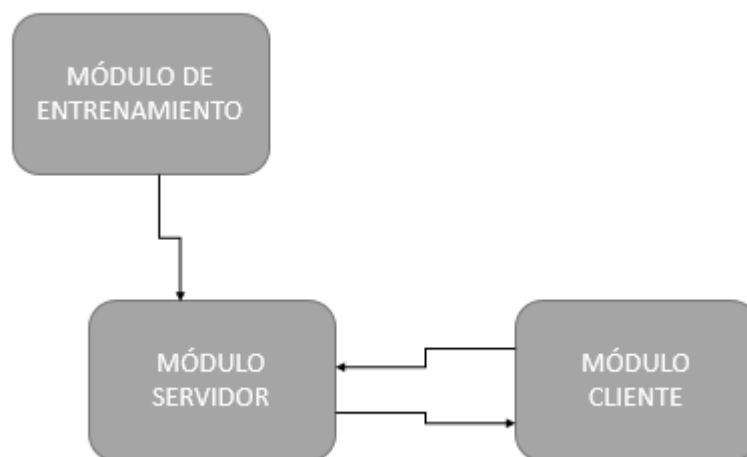 MÓDULO DE
ENTRENAMIENTO
MÓDULO
SERVIDOR
MÓDULO
CLIENTE